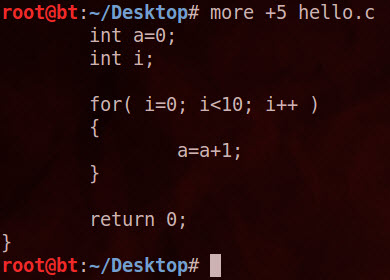 root@bt:~/Desktop# more +5 hello.c
        int a=0;
        int i;

        for( i=0; i<10; i++ )
        {
                a=a+1;
        }

        return 0;
}
root@bt:~/Desktop#